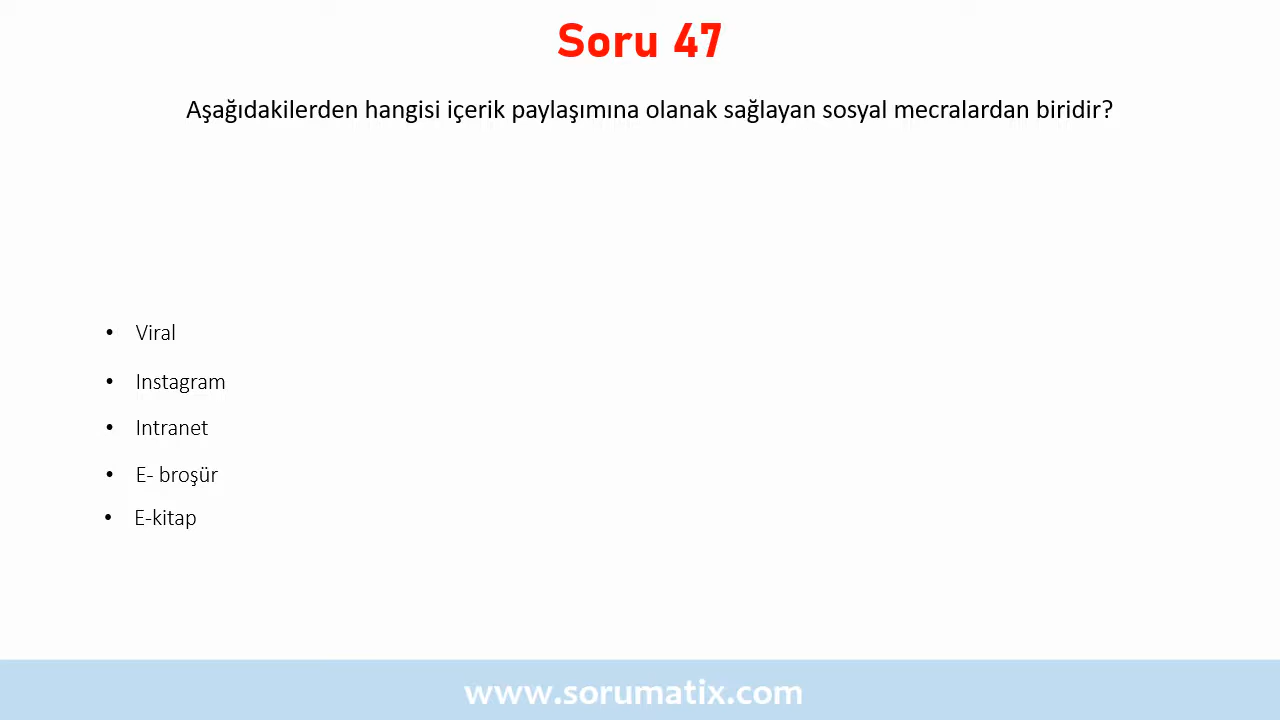 Soru 47
Aşağıdakilerden hangisi içerik paylaşımına olanak sağlayan sosyal mecralardan biridir?
• Viral
• Instagram
• Intranet
• E- broşür
• E-kitap
www.sorumatix.com